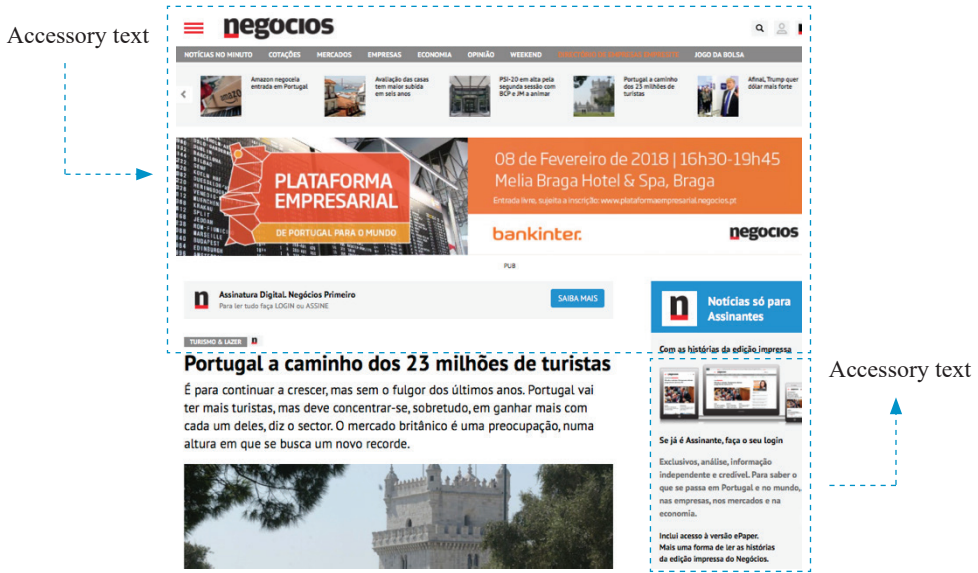 Accessory text
negocios
NOTÍCIAS NO MINUTO COTAÇÕES MERCADOS EMPRESAS ECONOMIA OPINIÃO WEEKEND JOGO DA BOLSA
Amazon negoceia
entrada em Portugal
Avaliação das casas
tem maior subida
em seis anos
PSI-20 em alta pela
segunda sessão com
BCP e JM a animar
Portugal a caminho
dos 23 milhões de
turistas
Afinal, Trump quer
dólar mais forte
PLATAFORMA
EMPRESARIAL
DE PORTUGAL PARA O MUNDO
08 de Fevereiro de 2018 | 16h30-19h45
Melia Braga Hotel & Spa, Braga
Entrada livre, sujeita a inscrição: www.plataformaempresarial.negocios.pt
bankinter.
negocios
PUB
n
Assinatura Digital. Negócios Primeiro
Para ler tudo faça LOGIN ou ASSINE
SAIBA MAIS
n
Notícias só para
Assinantes
TURISMO & LAZER n
Portugal a caminho dos 23 milhões de turistas
É para continuar a crescer, mas sem o fulgor dos últimos anos. Portugal vai
ter mais turistas, mas deve concentrar-se, sobretudo, em ganhar mais com
cada um deles, diz o sector. O mercado britânico é uma preocupação, numa
altura em que se busca um novo recorde.
Com as histórias da edição impressa
Accessory text
Se já é Assinante, faça o seu login
Exclusivos, análise, informação
independente e credível. Para saber o
que se passa em Portugal e no mundo,
nas empresas, nos mercados e na
economia.
Inclui acesso à versão ePaper.
Mais uma forma de ler as histórias
da edição impressa do Negócios.